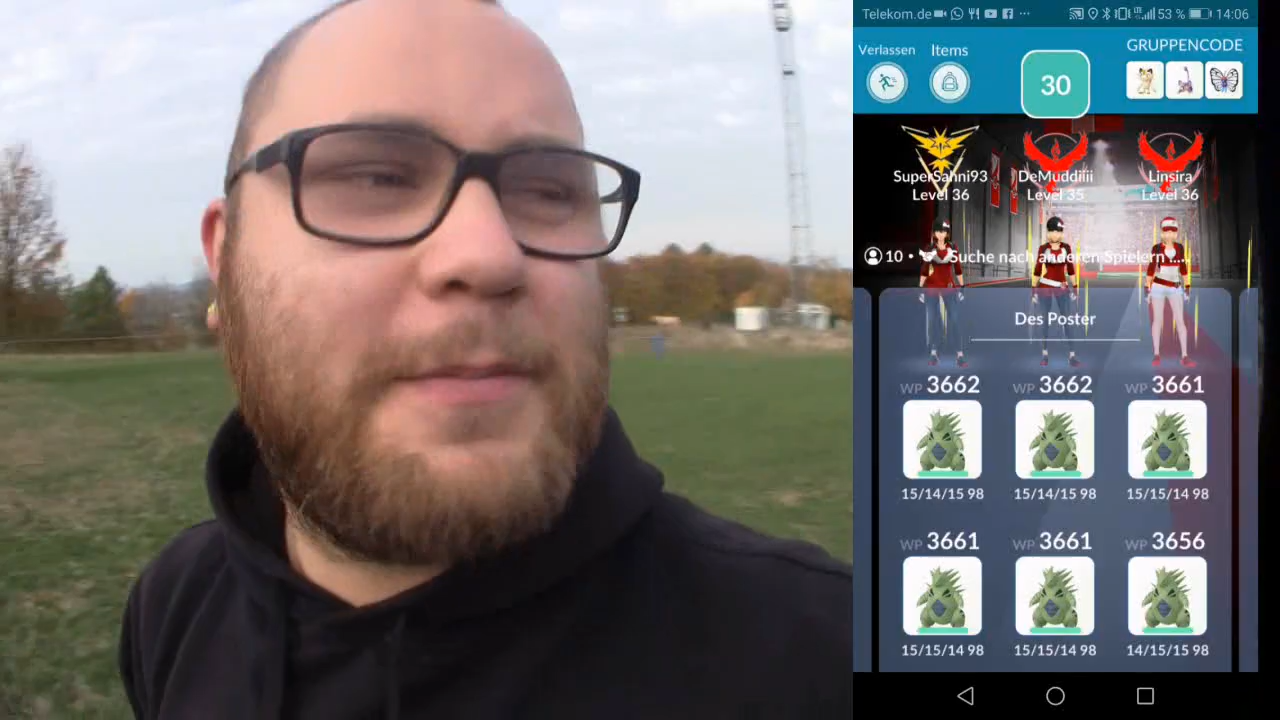 Telekom.de ... 53 % 14:06
Verlassen Items 30 GRUPPENCODE
SuperSahni93 DeMuddiiii Linsira
Level 36 Level 35 Level 36
10 • Suche nach anderen Spielern ....
Des Poster
WP 3662 WP 3662 WP 3661
15/14/15 98 15/14/15 98 15/15/14 98
WP 3661 WP 3661 WP 3656
15/15/14 98 15/15/14 98 14/15/15 98